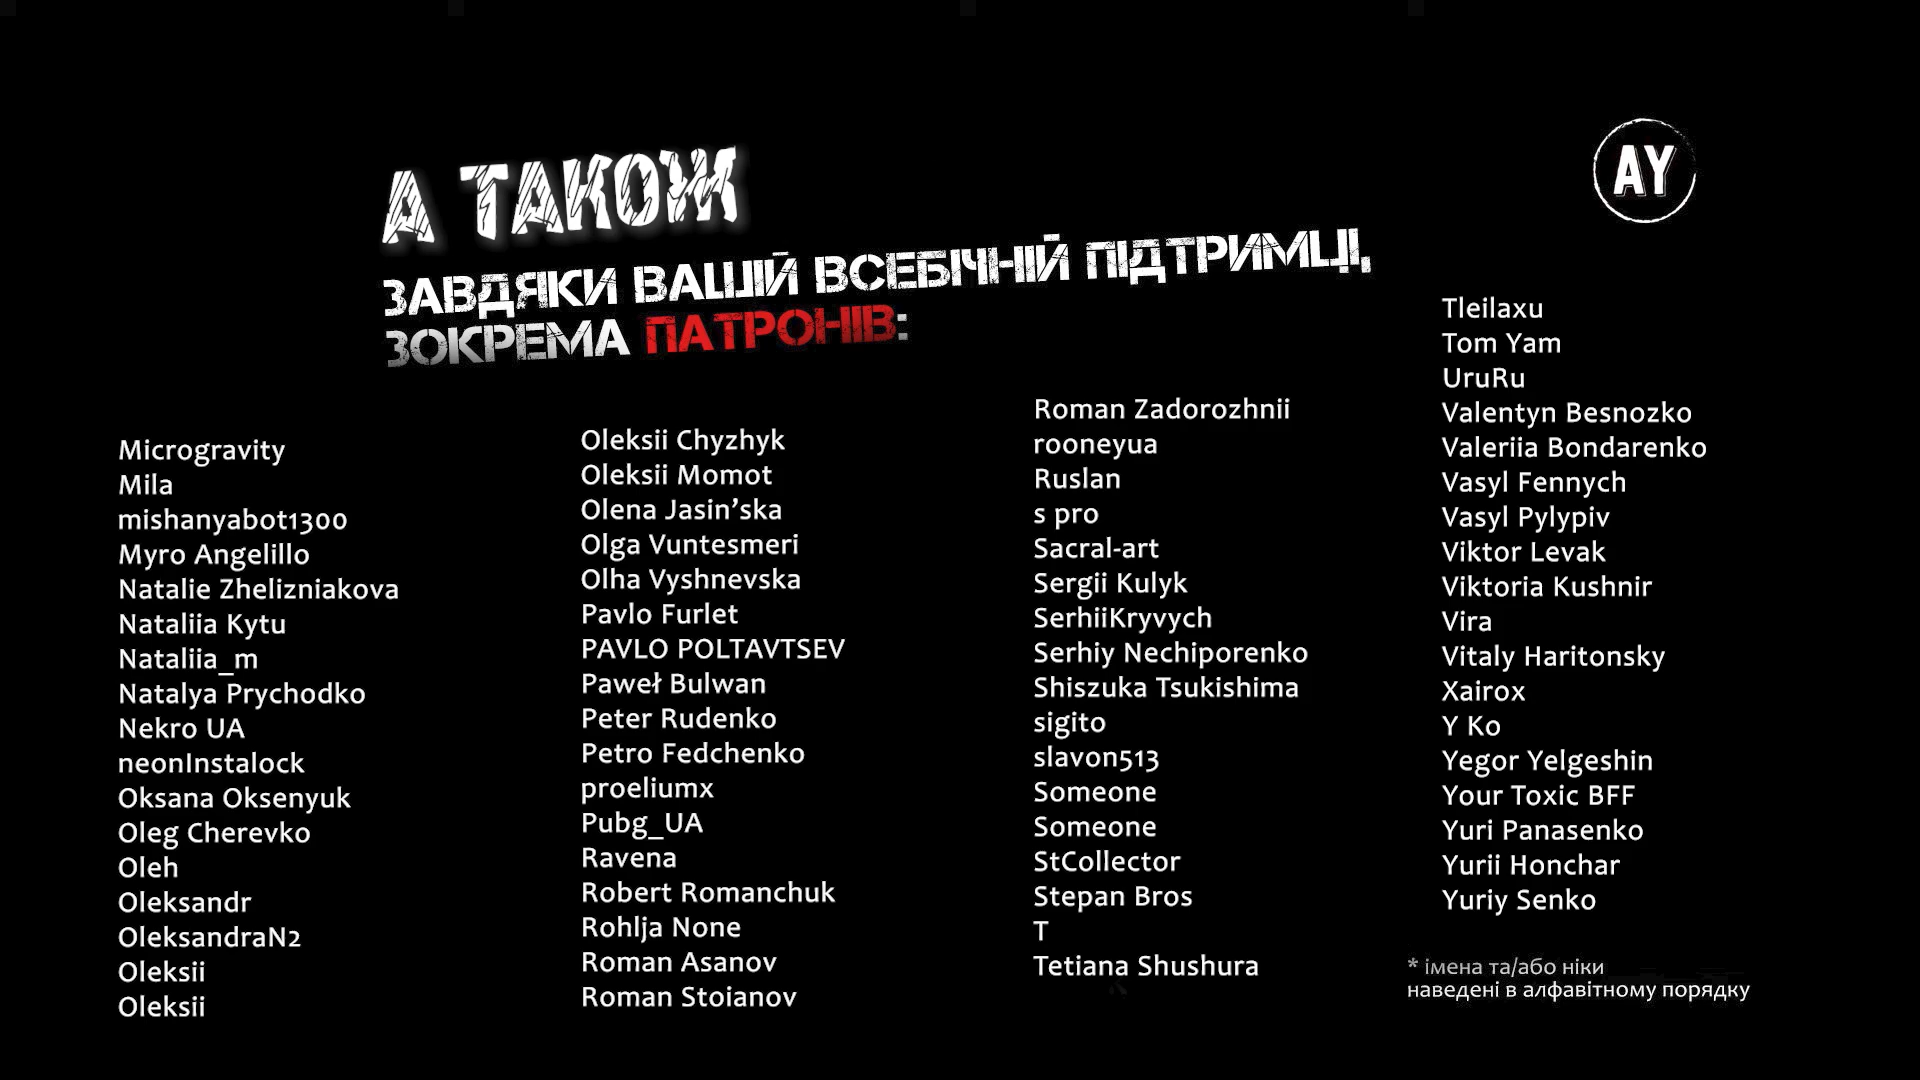 А ТАКОЖ
AY
ЗАВДЯКИ ВАШІЙ ВСЕБІЧНІЙ ПІДТРИМЦІ,
ЗОКРЕМА ПАТРОНІВ:
Microgravity
Mila
mishanyabot1300
Myro Angelillo
Natalie Zhelizniakova
Nataliia Kytu
Nataliia_m
Natalya Prychodko
Nekro UA
neonInstalock
Oksana Oksenyuk
Oleg Cherevko
Oleh
Oleksandr
OleksandraN2
Oleksii
Oleksii
Oleksii Chyzhyk
Oleksii Momot
Olena Jasin’ska
Olga Vuntesmeri
Olha Vyshnevska
Pavlo Furlet
PAVLO POLTAVTSEV
Paweł Bulwan
Peter Rudenko
Petro Fedchenko
proeliumx
Pubg_UA
Ravena
Robert Romanchuk
Rohlja None
Roman Asanov
Roman Stoianov
Roman Zadorozhnii
rooneyua
Ruslan
s pro
Sacral-art
Sergii Kulyk
SerhiiKryvych
Serhiy Nechiporenko
Shiszuka Tsukishima
sigito
slavon513
Someone
Someone
StCollector
Stepan Bros
T
Tetiana Shushura
Tleilaxu
Tom Yam
UruRu
Valentyn Besnozko
Valeriia Bondarenko
Vasyl Fennych
Vasyl Pylypiv
Viktor Levak
Viktoria Kushnir
Vira
Vitaly Haritonsky
Xairox
Y Ko
Yegor Yelgeshin
Your Toxic BFF
Yuri Panasenko
Yurii Honchar
Yuriy Senko
* імена та/або ніки
наведені в алфавітному порядку